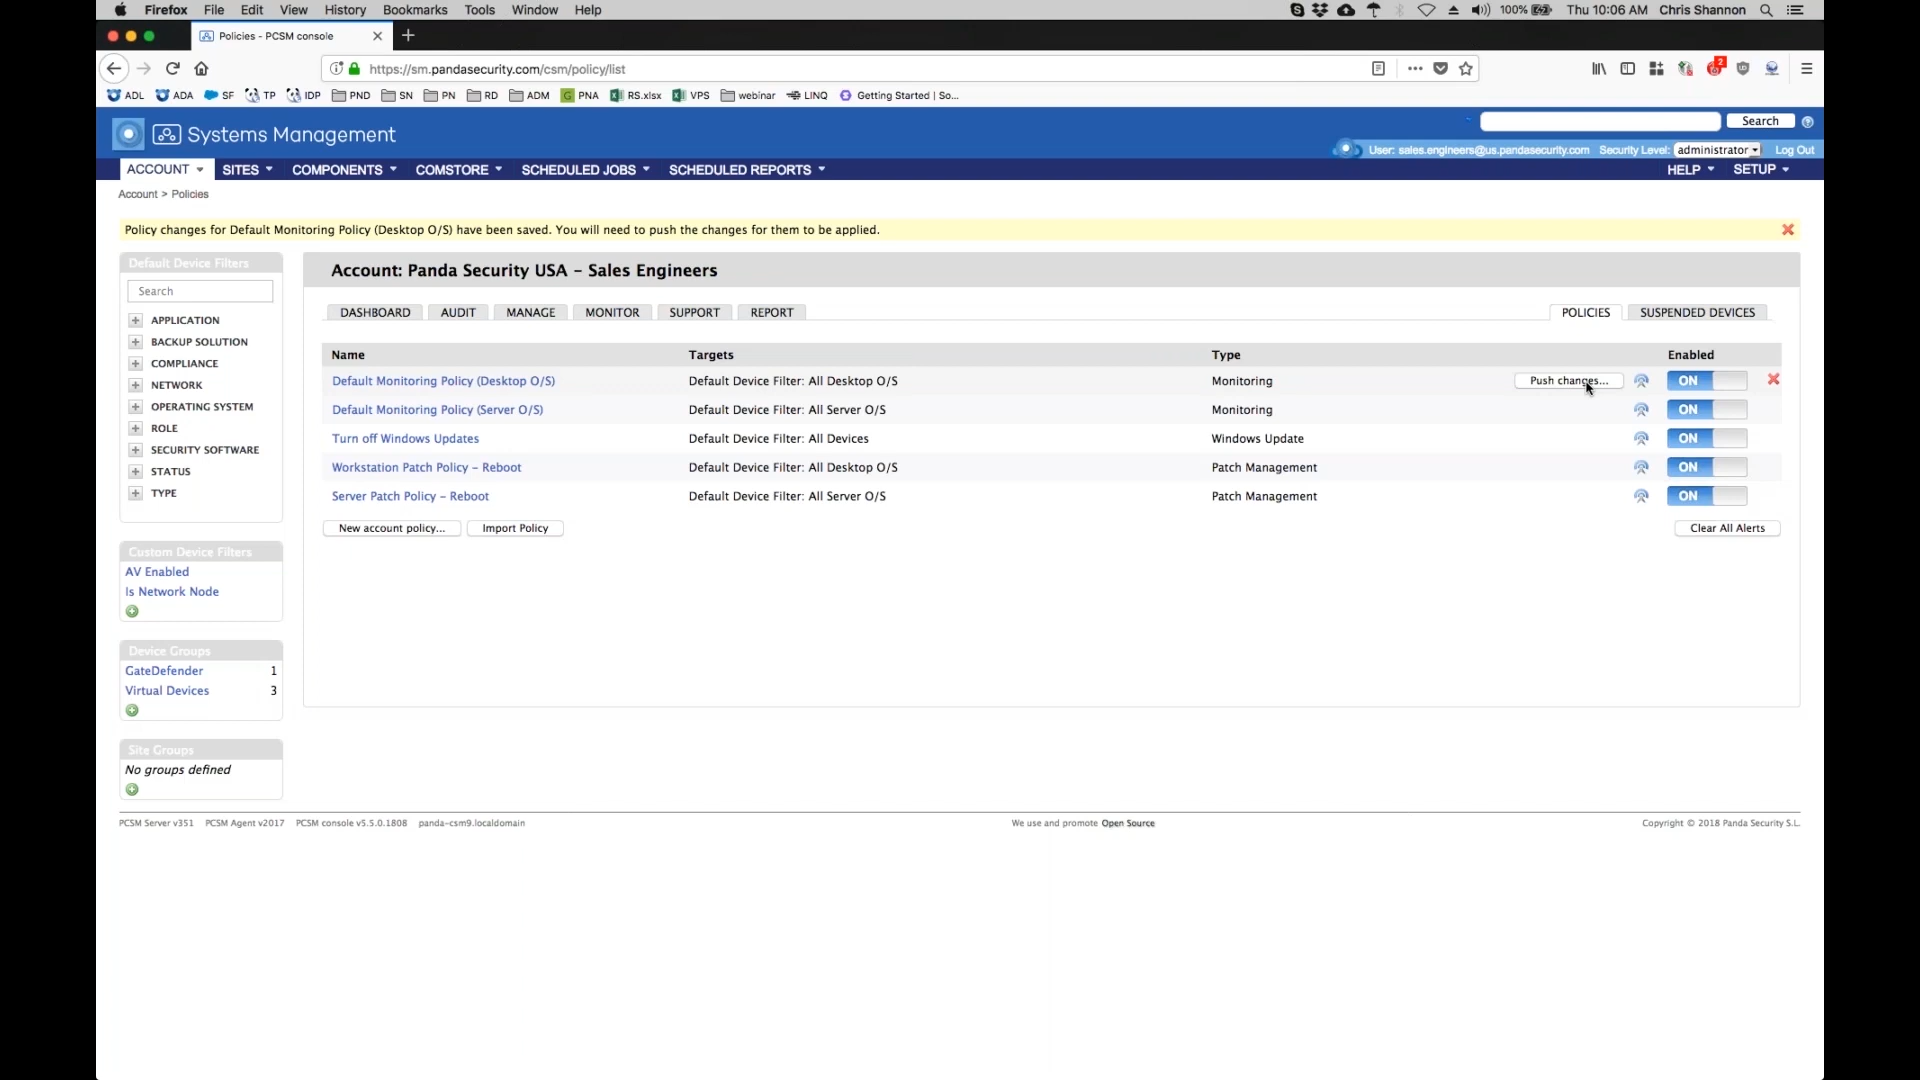 Firefox File Edit View History Bookmarks Tools Window Help 100% Thu 10:06 AM Chris Shannon
Policies - PCSM console
https://sm.pandasecurity.com/csm/policy/list 2
ADL ADA SF TP IDP PND SN PN RD ADM PNA RS.xlsx VPS webinar LINQ Getting Started | So...
Systems Management
Search
User: sales.engineers@us.pandasecurity.com Security Level: administrator Log Out
ACCOUNT SITES COMPONENTS COMSTORE SCHEDULED JOBS SCHEDULED REPORTS HELP SETUP
Account > Policies
Policy changes for Default Monitoring Policy (Desktop O/S) have been saved. You will need to push the changes for them to be applied.
Default Device Filters
Search
APPLICATION
BACKUP SOLUTION
COMPLIANCE
NETWORK
OPERATING SYSTEM
ROLE
SECURITY SOFTWARE
STATUS
TYPE
Custom Device Filters
AV Enabled
Is Network Node
Device Groups
GateDefender 1
Virtual Devices 3
Site Groups
No groups defined
Account: Panda Security USA - Sales Engineers
DASHBOARD AUDIT MANAGE MONITOR SUPPORT REPORT POLICIES SUSPENDED DEVICES
Name Targets Type Enabled
Default Monitoring Policy (Desktop O/S) Default Device Filter: All Desktop O/S Monitoring Push changes... ON
Default Monitoring Policy (Server O/S) Default Device Filter: All Server O/S Monitoring ON
Turn off Windows Updates Default Device Filter: All Devices Windows Update ON
Workstation Patch Policy - Reboot Default Device Filter: All Desktop O/S Patch Management ON
Server Patch Policy - Reboot Default Device Filter: All Server O/S Patch Management ON
New account policy... Import Policy Clear All Alerts
PCSM Server v351 PCSM Agent v2017 PCSM console v5.5.0.1808 panda-csm9.localdomain We use and promote Open Source Copyright © 2018 Panda Security S.L.